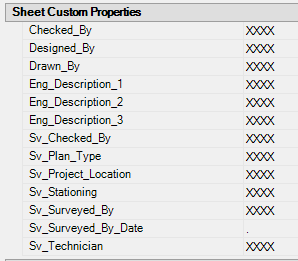 Sheet Custom Properties
Checked_By XXXX
Designed_By XXXX
Drawn_By XXXX
Eng_Description_1 XXXX
Eng_Description_2 XXXX
Eng_Description_3 XXXX
Sv_Checked_By XXXX
Sv_Plan_Type XXXX
Sv_Project_Location XXXX
Sv_Stationing XXXX
Sv_Surveyed_By XXXX
Sv_Surveyed_By_Date .
Sv_Technician XXXX